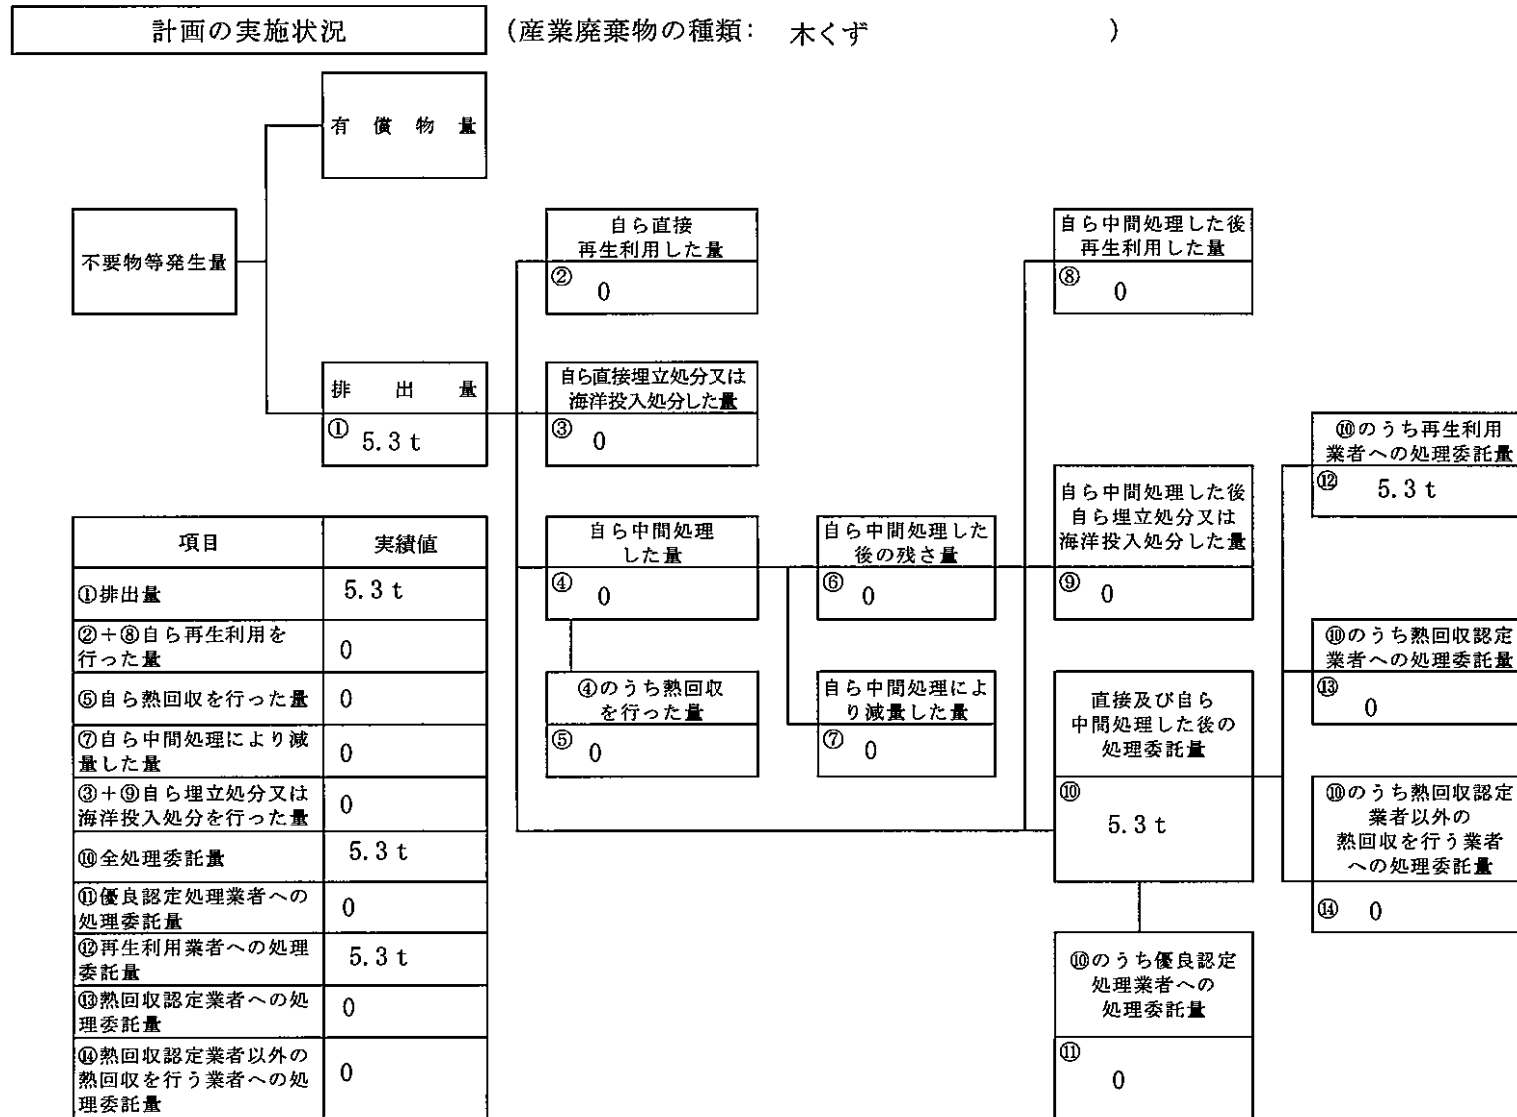 計画の実施状況
(産業廃棄物の種類： 木くず )
有償物量
不要物等発生量
排出量
① 5.3 t
自ら直接
再生利用した量
② 0
自ら直接埋立処分又は
海洋投入処分した量
③ 0
自ら中間処理
した量
④ 0
④のうち熱回収
を行った量
⑤ 0
自ら中間処理した
後の残さ量
⑥ 0
自ら中間処理によ
り減量した量
⑦ 0
自ら中間処理した後
再生利用した量
⑧ 0
自ら中間処理した後
自ら埋立処分又は
海洋投入処分した量
⑨ 0
直接及び自ら
中間処理した後の
処理委託量
⑩ 5.3 t
⑩のうち優良認定
処理業者への
処理委託量
⑪ 0
⑩のうち再生利用
業者への処理委託量
⑫ 5.3 t
⑩のうち熱回収認定
業者への処理委託量
⑬ 0
⑩のうち熱回収認定
業者以外の
熱回収を行う業者
への処理委託量
⑭ 0
項目 実績値
①排出量 5.3 t
②＋⑧自ら再生利用を
行った量 0
⑤自ら熱回収を行った量 0
⑦自ら中間処理により減
量した量 0
③＋⑨自ら埋立処分又は
海洋投入処分を行った量 0
⑩全処理委託量 5.3 t
⑪優良認定処理業者への
処理委託量 0
⑫再生利用業者への処理
委託量 5.3 t
⑬熱回収認定業者への処
理委託量 0
⑭熱回収認定業者以外の
熱回収を行う業者への処
理委託量 0